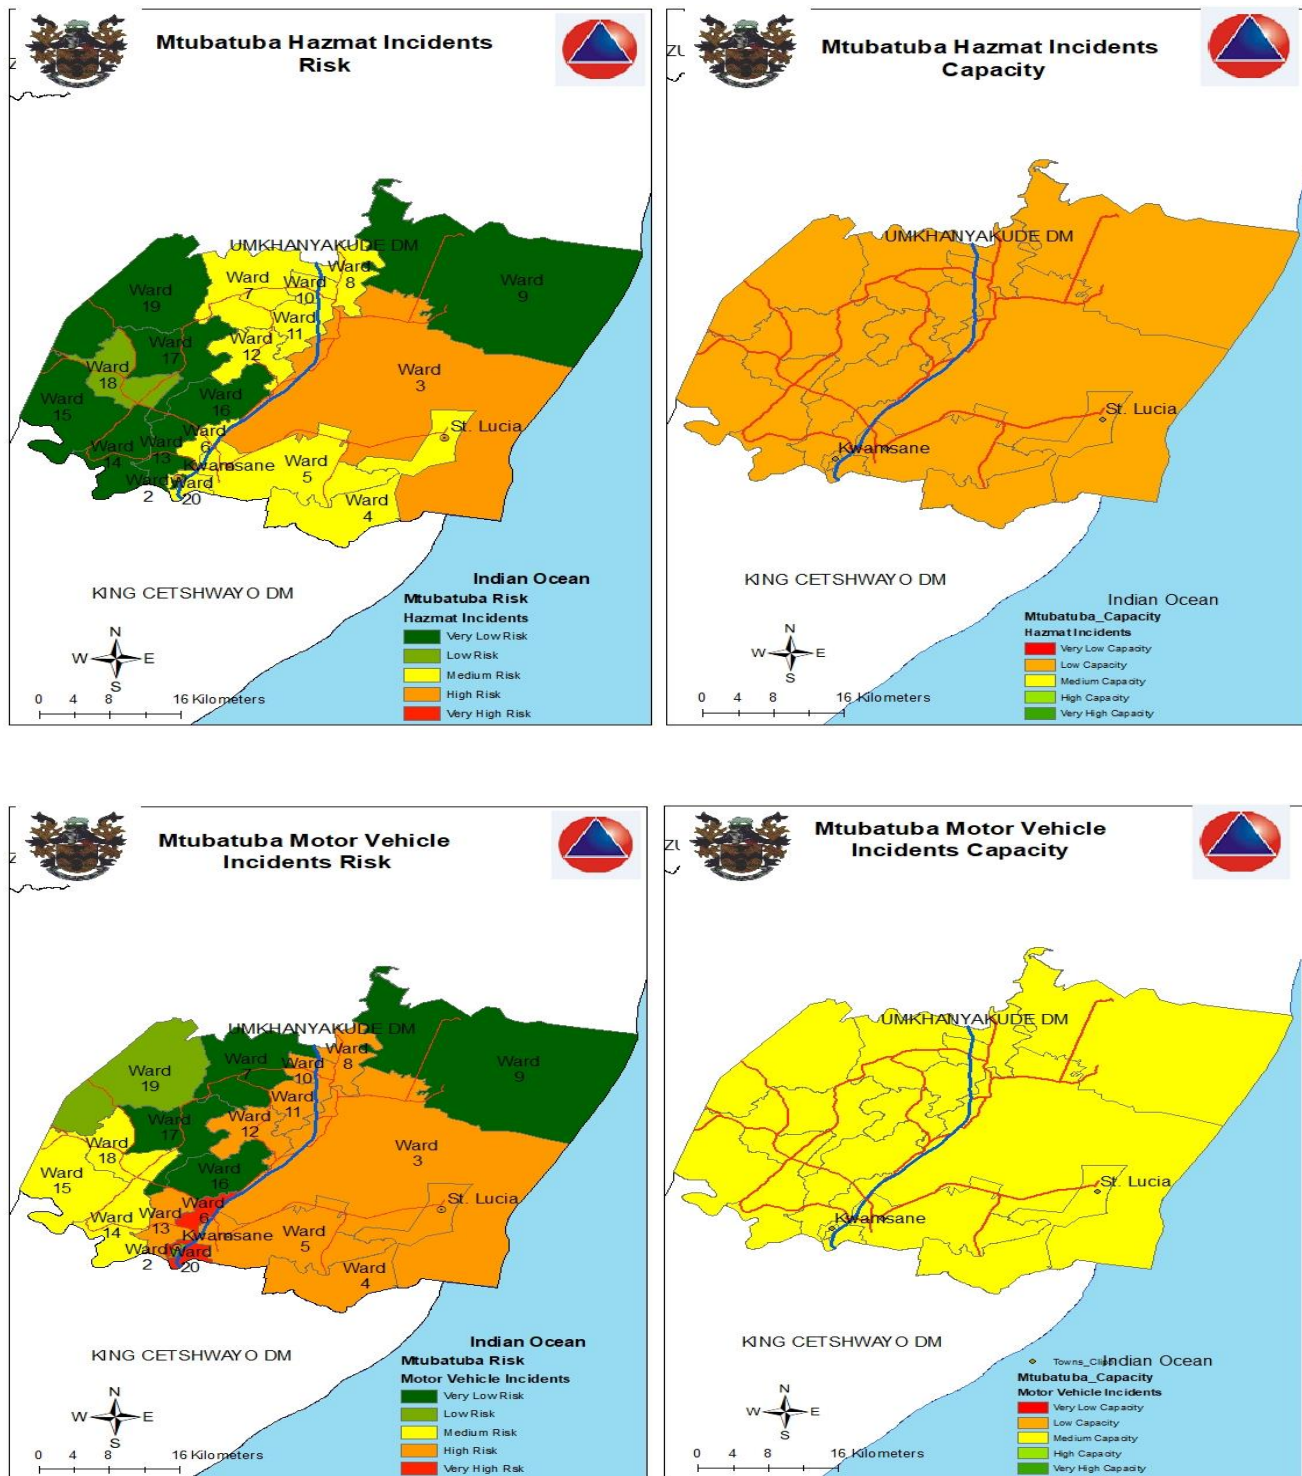 Mtubatuba Hazmat Incidents
Risk
Z
UMKHANYAKUDE DM
Ward
7
Ward
8
Ward
10
Ward
9
Ward
19
Ward
11
Ward
12
Ward
17
Ward
18
Ward
3
Ward
15
Ward
16
St. Lucia
Ward
6
Ward
14
Ward
13
Kwamsane
Ward
5
Ward
2
Ward
20
Ward
4
KING CETSHWAYO DM
Indian Ocean
Mtubatuba Risk
Hazmat Incidents
Very Low Risk
Low Risk
Medium Risk
High Risk
Very High Risk
N
W E
S
0 4 8 16 Kilometers
Mtubatuba Hazmat Incidents
Capacity
ZL
UMKHANYAKUDE DM
St. Lucia
Kwamsane
KING CETSHWAYO DM
Indian Ocean
Mtubatuba_Capacity
Hazmat Incidents
Very Low Capacity
Low Capacity
Medium Capacity
High Capacity
Very High Capacity
N
W E
S
0 4 8 16 Kilometers
Mtubatuba Motor Vehicle
Incidents Risk
Z
UMKHANYAKUDE DM
Ward
7
Ward
8
Ward
10
Ward
9
Ward
19
Ward
11
Ward
12
Ward
17
Ward
18
Ward
3
Ward
15
Ward
16
St. Lucia
Ward
6
Ward
14
Ward
13
Kwamsane
Ward
5
Ward
2
Ward
20
Ward
4
KING CETSHWAYO DM
Indian Ocean
Mtubatuba Risk
Motor Vehicle Incidents
Very Low Risk
Low Risk
Medium Risk
High Risk
Very High Rsk
N
W E
S
0 4 8 16 Kilometers
Mtubatuba Motor Vehicle
Incidents Capacity
ZL
UMKHANYAKUDE DM
St. Lucia
Kwamsane
KING CETSHWAYO DM
Indian Ocean
Mtubatuba_Capacity
Motor Vehicle Incidents
Very Low Capacity
Low Capacity
Medium Capacity
High Capacity
Very High Capacity
N
W E
S
0 4 8 16 Kilometers